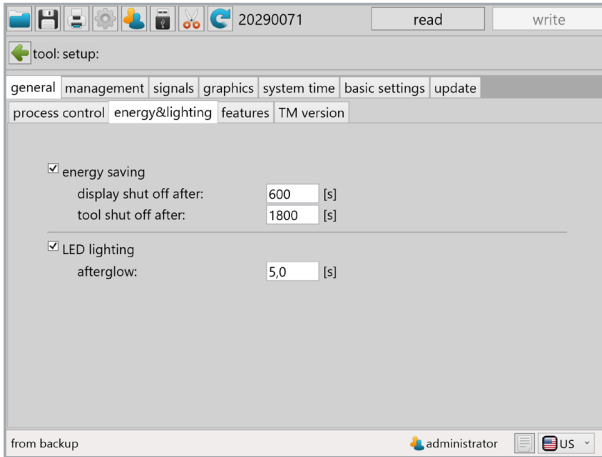 20290071 read write
tool: setup:
general management signals graphics system time basic settings update
process control energy&lighting features TM version
energy saving
display shut off after: 600 [s]
tool shut off after: 1800 [s]
LED lighting
afterglow: 5,0 [s]
from backup administrator US